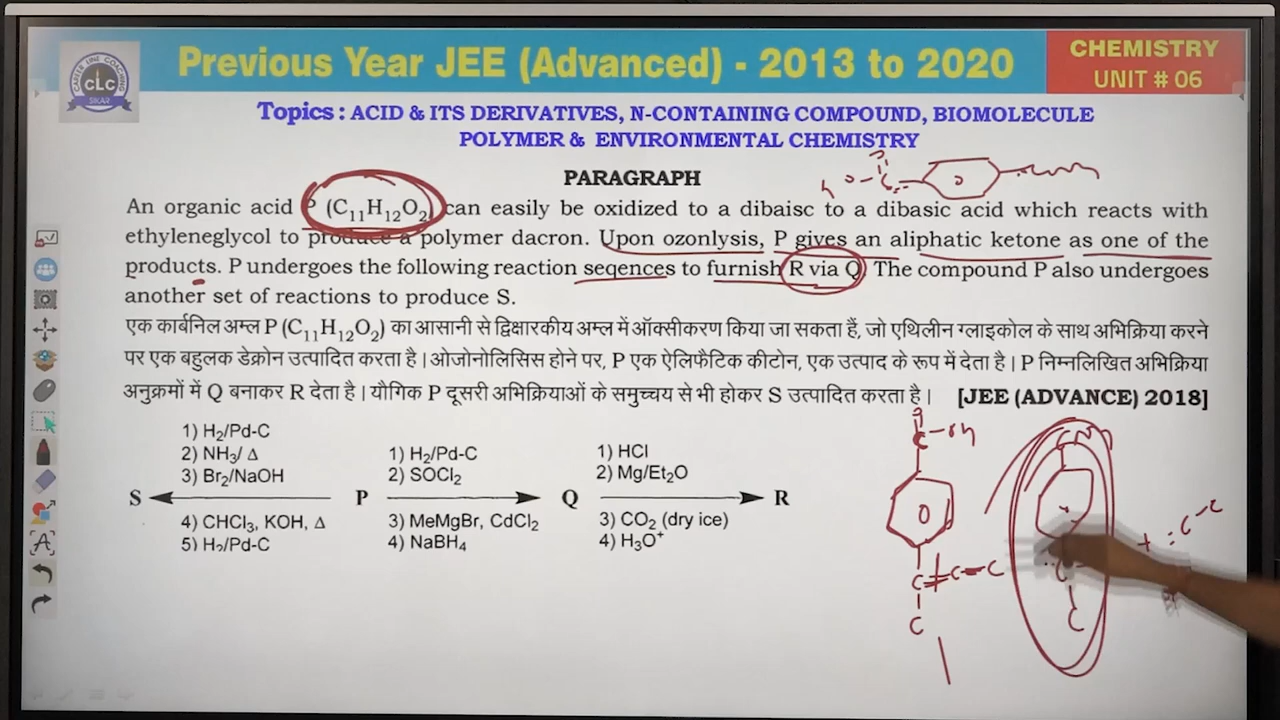 CAREER LINE COACHING
CLC
SIKAR
Previous Year JEE (Advanced) - 2013 to 2020
CHEMISTRY
UNIT # 06
Topics : ACID & ITS DERIVATIVES, N-CONTAINING COMPOUND, BIOMOLECULE
POLYMER & ENVIRONMENTAL CHEMISTRY
PARAGRAPH
An organic acid P (C₁₁H₁₂O₂) can easily be oxidized to a dibaisc to a dibasic acid which reacts with
ethyleneglycol to produce a polymer dacron. Upon ozonlysis, P gives an aliphatic ketone as one of the
products. P undergoes the following reaction seqences to furnish R via Q. The compound P also undergoes
another set of reactions to produce S.
एक कार्बनिल अम्ल P (C₁₁H₁₂O₂) का आसानी से द्विक्षारकीय अम्ल में ऑक्सीकरण किया जा सकता हैं, जो एथिलीन ग्लाइकोल के साथ अभिक्रिया करने
पर एक बहुलक डेक्रोन उत्पादित करता है। ओजोनोलिसिस होने पर, P एक ऐलिफैटिक कीटोन, एक उत्पाद के रूप में देता है। P निम्नलिखित अभिक्रिया
अनुक्रमों में Q बनाकर R देता है। यौगिक P दूसरी अभिक्रियाओं के समुच्चय से भी होकर S उत्पादित करता है। [JEE (ADVANCE) 2018]
1) H₂/Pd-C
2) NH₃/ Δ
3) Br₂/NaOH
1) H₂/Pd-C
2) SOCl₂
1) HCl
2) Mg/Et₂O
S P Q R
4) CHCl₃, KOH, Δ
5) H₂/Pd-C
3) MeMgBr, CdCl₂
4) NaBH₄
3) CO₂ (dry ice)
4) H₃O⁺